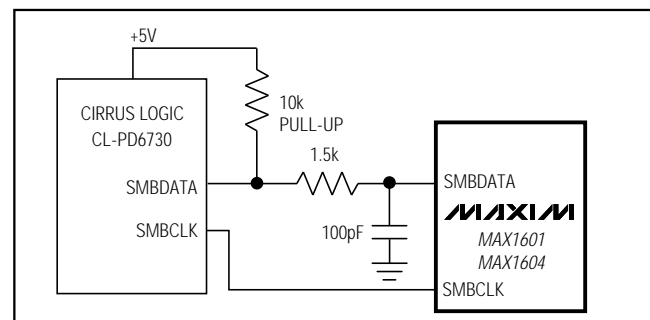 +5V
CIRRUS LOGIC
CL-PD6730
10k
PULL-UP
1.5k
SMBDATA
SMBCLK
100pF
SMBDATA
MAXIM
MAX1601
MAX1604
SMBCLK